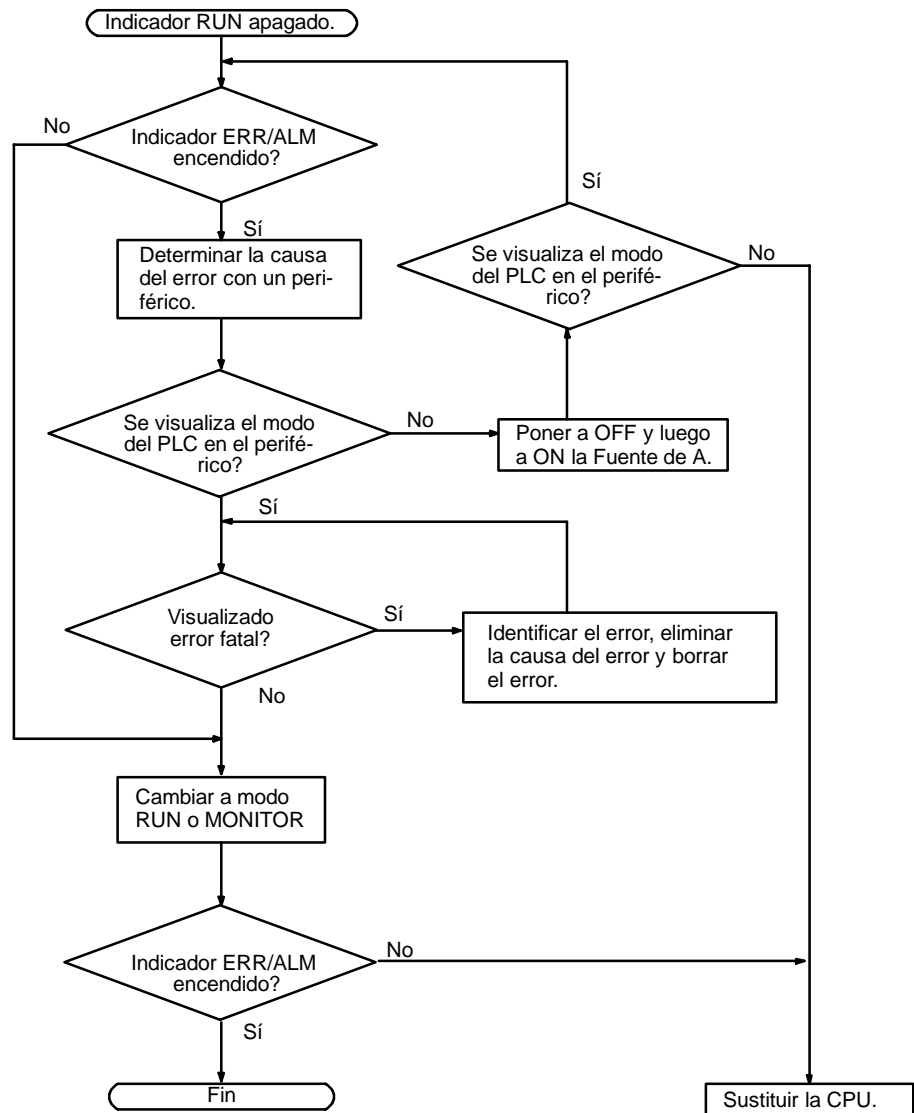 Indicador RUN apagado.
No
Indicador ERR/ALM
encendido?
Sí
Sí
Determinar la causa
del error con un peri-
férico.
Se visualiza el modo
del PLC en el perifé-
rico?
No
Se visualiza el modo
del PLC en el perifé-
rico?
No
Poner a OFF y luego
a ON la Fuente de A.
Sí
Visualizado
error fatal?
Sí
Identificar el error, eliminar
la causa del error y borrar
el error.
No
Cambiar a modo
RUN o MONITOR
Indicador ERR/ALM
encendido?
No
Sí
Fin
Sustituir la CPU.